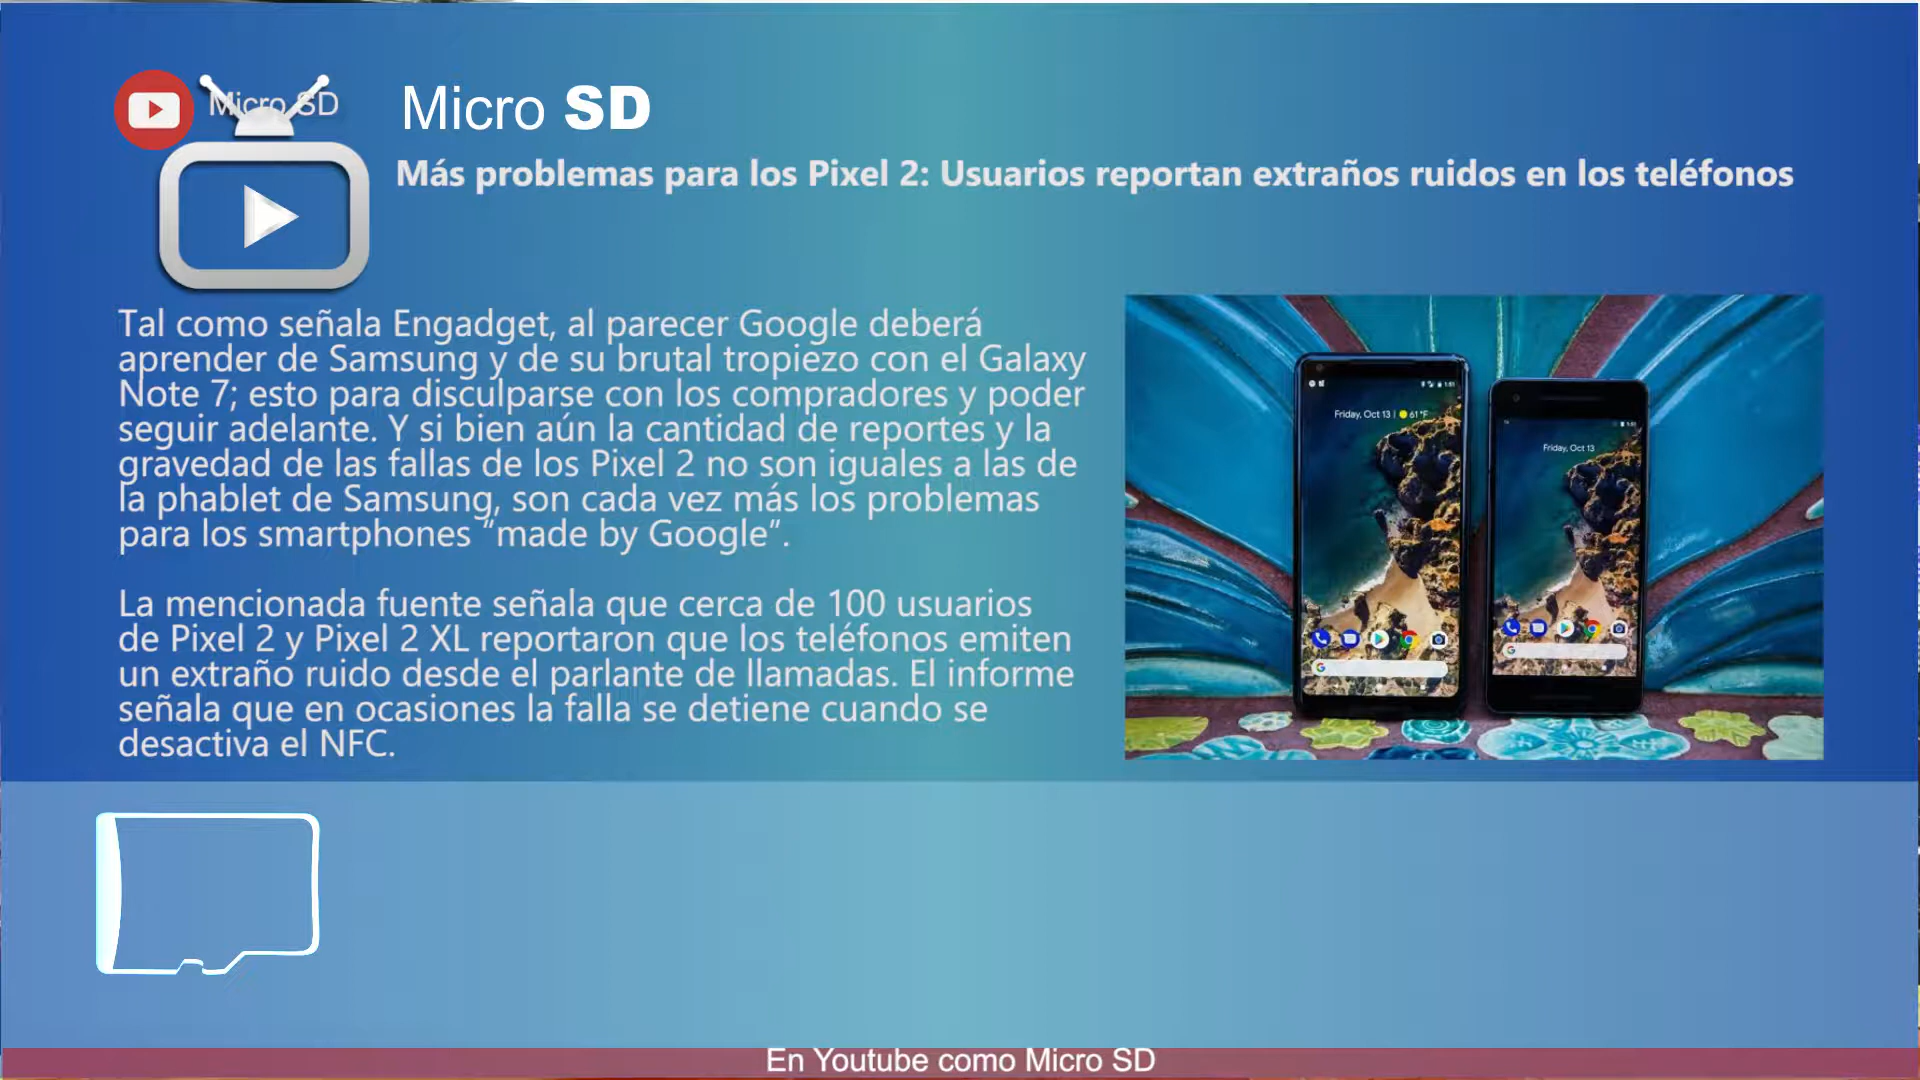 Micro SD
Micro SD
Más problemas para los Pixel 2: Usuarios reportan extraños ruidos en los teléfonos
Tal como señala Engadget, al parecer Google deberá
aprender de Samsung y de su brutal tropiezo con el Galaxy
Note 7; esto para disculparse con los compradores y poder
seguir adelante. Y si bien aún la cantidad de reportes y la
gravedad de las fallas de los Pixel 2 no son iguales a las de
la phablet de Samsung, son cada vez más los problemas
para los smartphones “made by Google”.
La mencionada fuente señala que cerca de 100 usuarios
de Pixel 2 y Pixel 2 XL reportaron que los teléfonos emiten
un extraño ruido desde el parlante de llamadas. El informe
señala que en ocasiones la falla se detiene cuando se
desactiva el NFC.
1:51
Friday, Oct 13 | 61 °F
1:51
Friday, Oct 13
En Youtube como Micro SD